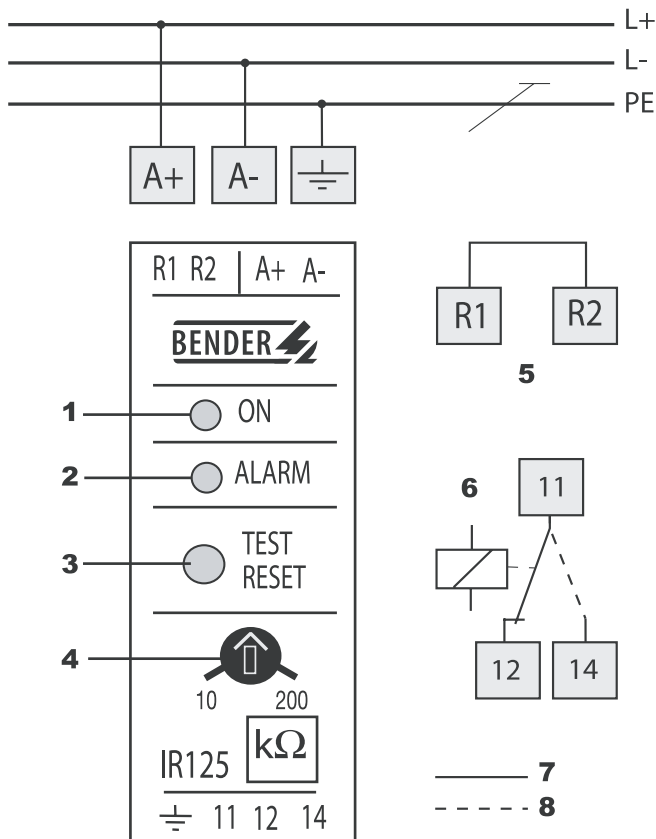 L+
L-
PE
A+ A-
R1 R2 A+ A-
BENDER
R1 R2
5
1 ON
2 ALARM
6 11
3 TEST
RESET
4
10 200
12 14
IR125 kΩ
7
8
11 12 14